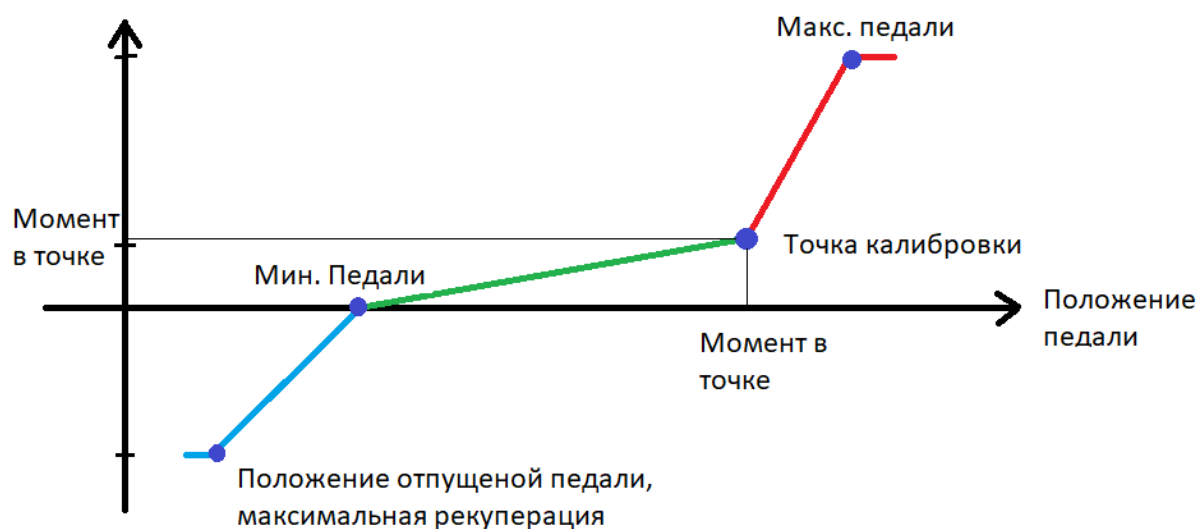 Макс. педали
Момент
в точке
Точка калибровки
Мин. Педали
Положение
педали
Момент в
точке
Положение отпущеной педали,
максимальная рекуперация